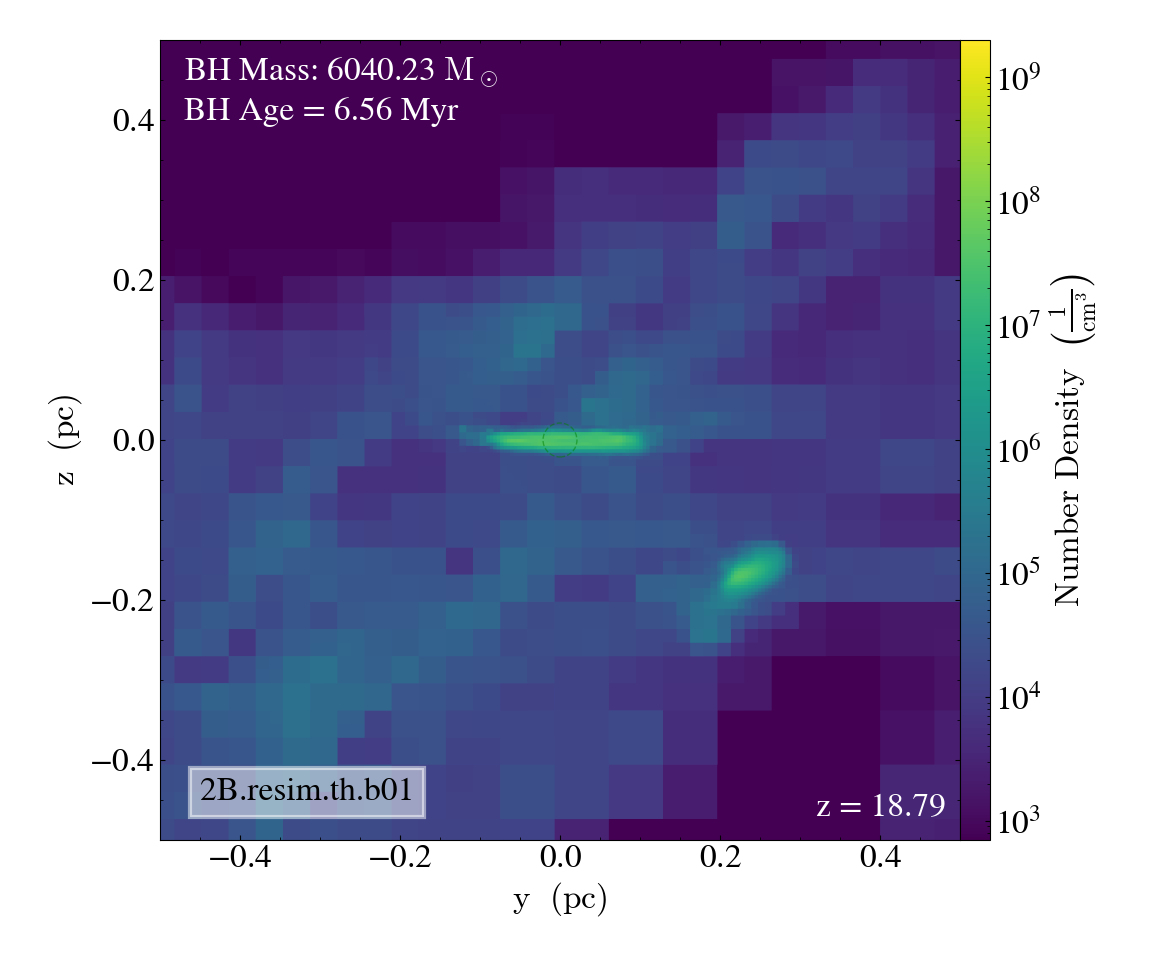 BH Mass: 6040.23 M⊙
BH Age = 6.56 Myr
2B.resim.th.b01
z = 18.79
0.4
0.2
0.0
−0.2
−0.4
z (pc)
−0.4 −0.2 0.0 0.2 0.4
y (pc)
10⁹
10⁸
10⁷
10⁶
10⁵
10⁴
10³
Number Density (1/cm³)